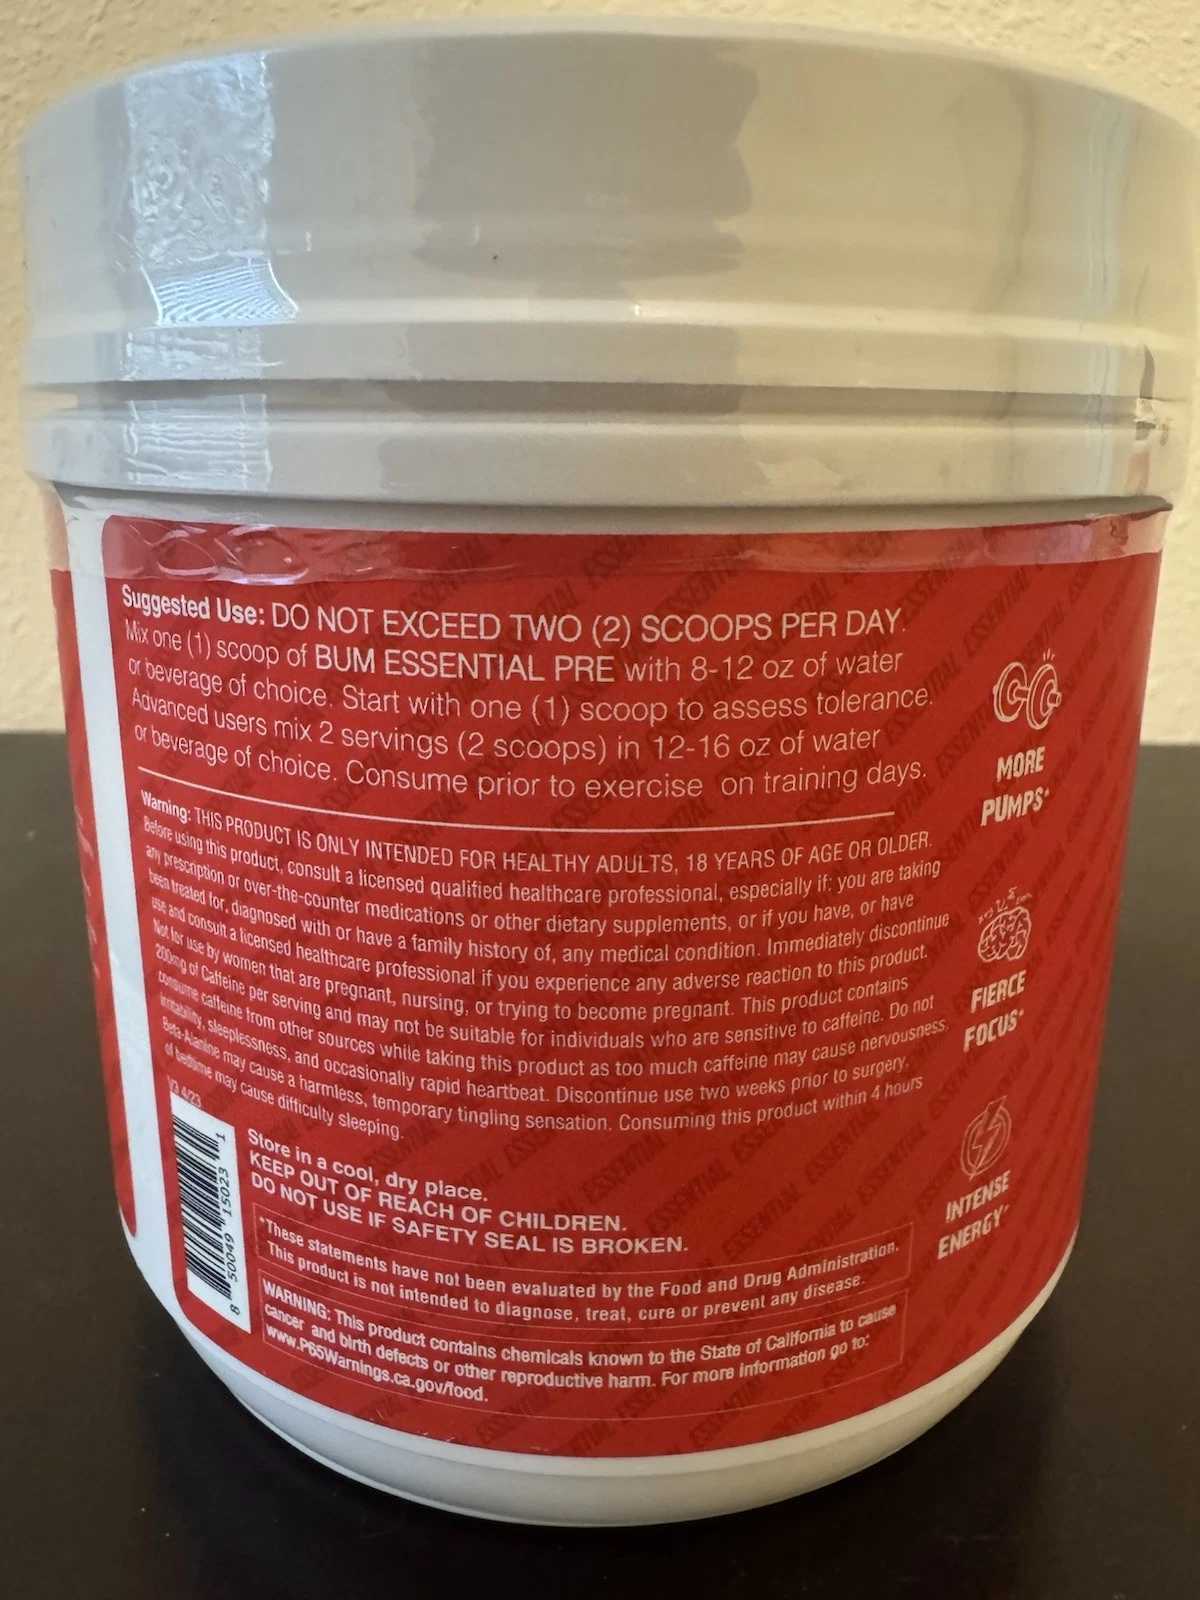 Suggested Use: DO NOT EXCEED TWO (2) SCOOPS PER DAY.
Mix one (1) scoop of BUM ESSENTIAL PRE with 8-12 oz of water
or beverage of choice. Start with one (1) scoop to assess tolerance.
Advanced users mix 2 servings (2 scoops) in 12-16 oz of water
or beverage of choice. Consume prior to exercise on training days.
Warning: THIS PRODUCT IS ONLY INTENDED FOR HEALTHY ADULTS, 18 YEARS OF AGE OR OLDER.
Before using this product, consult a licensed qualified healthcare professional, especially if: you are taking
any prescription or over-the-counter medications or other dietary supplements, or if you have, or have
been treated for, diagnosed with or have a family history of, any medical condition. Immediately discontinue
use and consult a licensed healthcare professional if you experience any adverse reaction to this product.
Not for use by women that are pregnant, nursing, or trying to become pregnant. This product contains
200mg of Caffeine per serving and may not be suitable for individuals who are sensitive to caffeine. Do not
consume caffeine from other sources while taking this product as too much caffeine may cause nervousness,
irritability, sleeplessness, and occasionally rapid heartbeat. Discontinue use two weeks prior to surgery.
Beta-Alanine may cause a harmless, temporary tingling sensation. Consuming this product within 4 hours
of bedtime may cause difficulty sleeping.
V3 4/23
8 50049 15023 1
Store in a cool, dry place.
KEEP OUT OF REACH OF CHILDREN.
DO NOT USE IF SAFETY SEAL IS BROKEN.
*These statements have not been evaluated by the Food and Drug Administration.
This product is not intended to diagnose, treat, cure or prevent any disease.
WARNING: This product contains chemicals known to the State of California to cause
cancer and birth defects or other reproductive harm. For more information go to:
www.P65Warnings.ca.gov/food.
MORE
PUMPS*
FIERCE
FOCUS*
INTENSE
ENERGY*